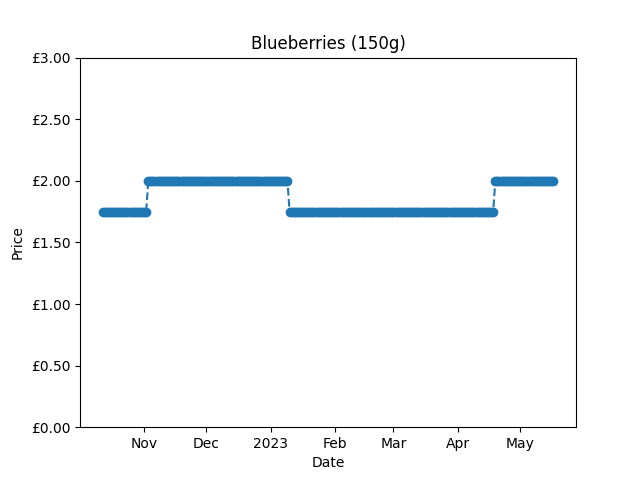 Blueberries (150g)
£3.00
£2.50
£2.00
£1.50
£1.00
£0.50
£0.00
Price
Nov Dec 2023 Feb Mar Apr May
Date